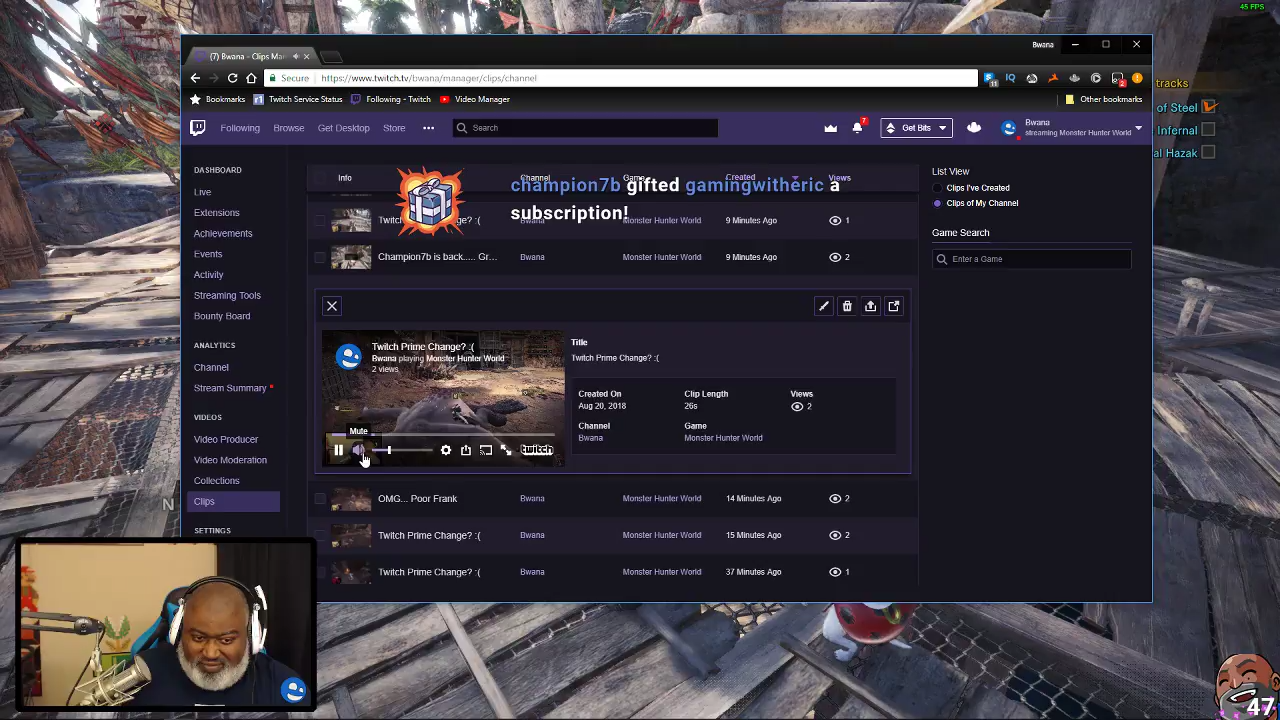 45 FPS
(7) Bwana - Clips Ma
Bwana
Secure https://www.twitch.tv/bwana/manager/clips/channel
Bookmarks Twitch Service Status Following - Twitch Video Manager Other bookmarks
tracks
of Steel
Infernal
al Hazak
Following Browse Get Desktop Store Search
7
Get Bits
Bwana
streaming Monster Hunter World
DASHBOARD
Live
Extensions
Achievements
Events
Activity
Streaming Tools
Bounty Board
ANALYTICS
Channel
Stream Summary
VIDEOS
Video Producer
Video Moderation
Collections
Clips
SETTINGS
Info Channel Created
champion7b gifted gamingwitheric a
subscription!
Monster Hunter World 9 Minutes Ago 1
Champion7b is back..... Gr... Bwana Monster Hunter World 9 Minutes Ago 2
Twitch Prime Change? :(
Bwana playing Monster Hunter World
2 views
Mute
twitch
Title
Twitch Prime Change? :(
Created On Clip Length Views
Aug 20, 2018 26s 2
Channel Game
Bwana Monster Hunter World
OMG... Poor Frank Bwana Monster Hunter World 14 Minutes Ago 2
Twitch Prime Change? :( Bwana Monster Hunter World 15 Minutes Ago 2
Twitch Prime Change? :( Bwana Monster Hunter World 37 Minutes Ago 1
List View
Clips I've Created
Clips of My Channel
Game Search
Enter a Game
N
47